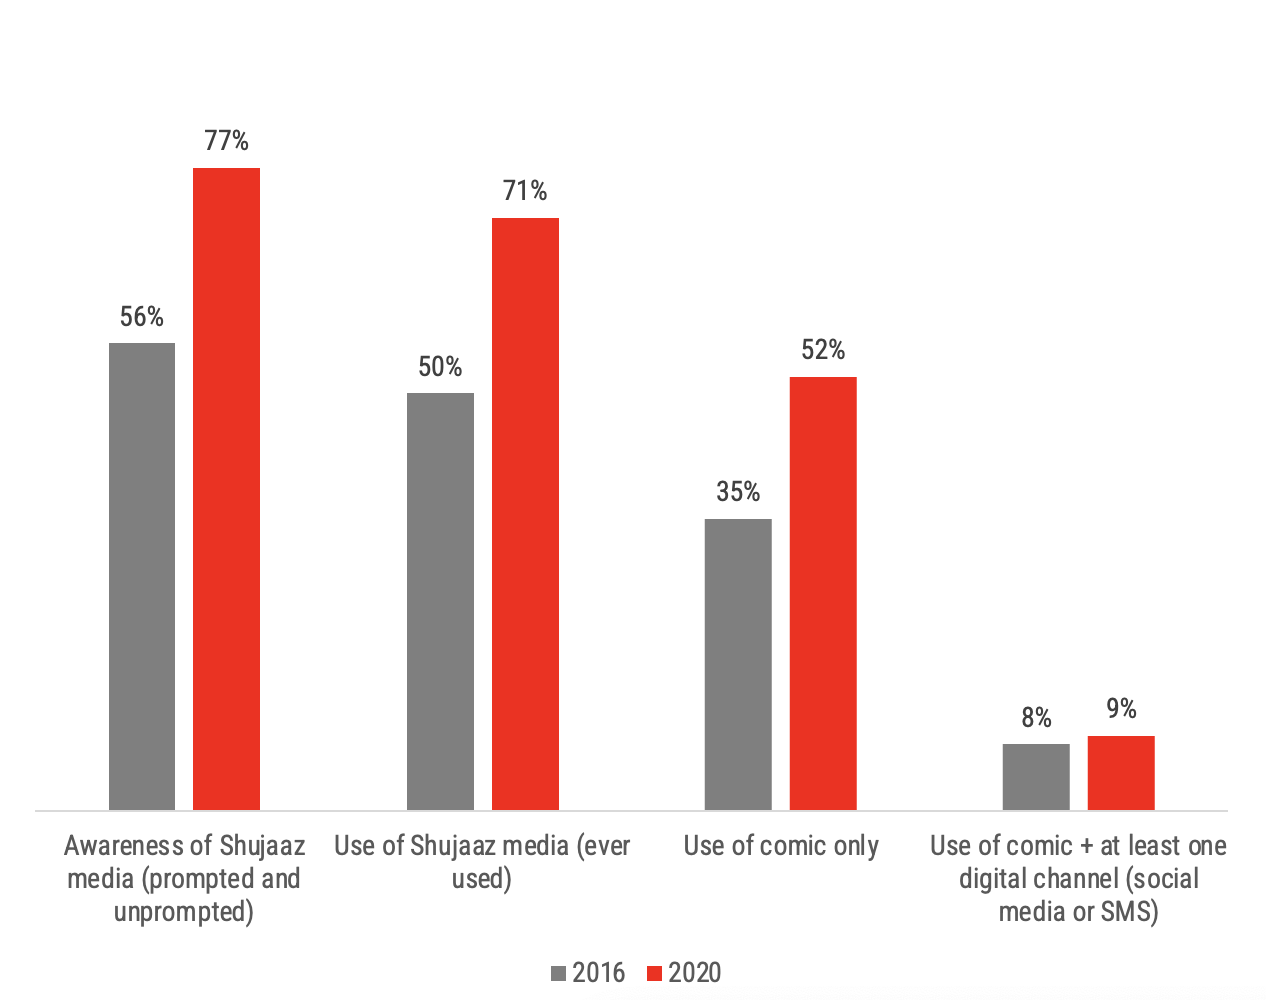 77%
71%
56%
50%
52%
35%
8%
9%
Awareness of Shujaaz
media (prompted and
unprompted)
Use of Shujaaz media (ever
used)
Use of comic only
Use of comic + at least one
digital channel (social
media or SMS)
2016
2020